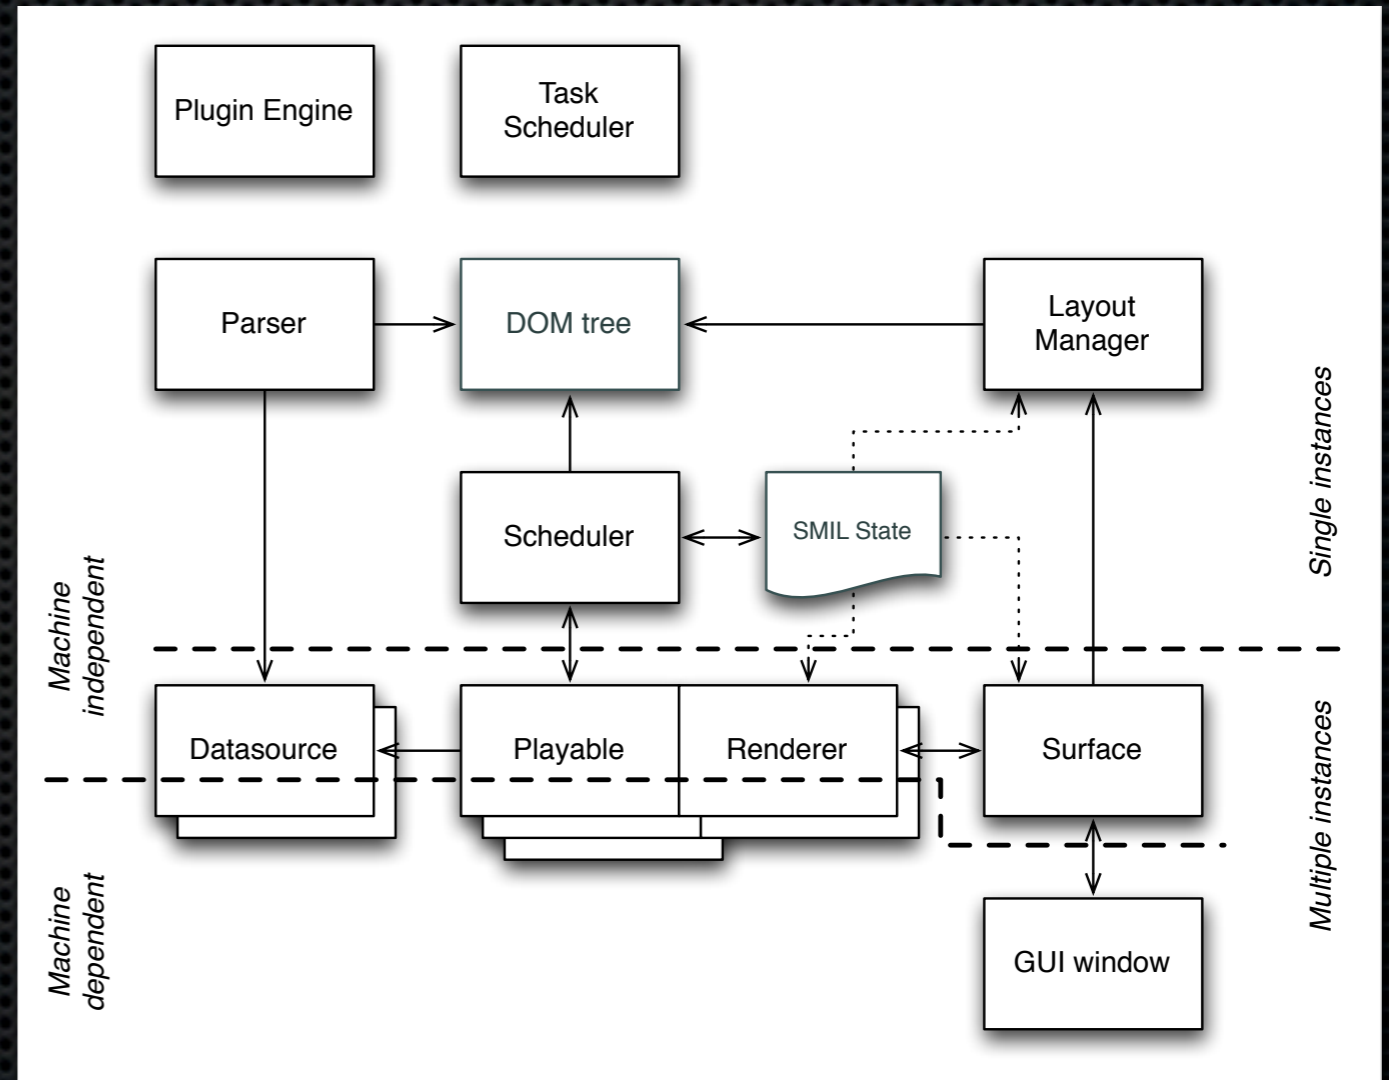 Plugin Engine
Task
Scheduler
Parser
DOM tree
Layout
Manager
Scheduler
SMIL State
Single instances
Machine
independent
Datasource
Playable
Renderer
Surface
Multiple instances
Machine
dependent
GUI window